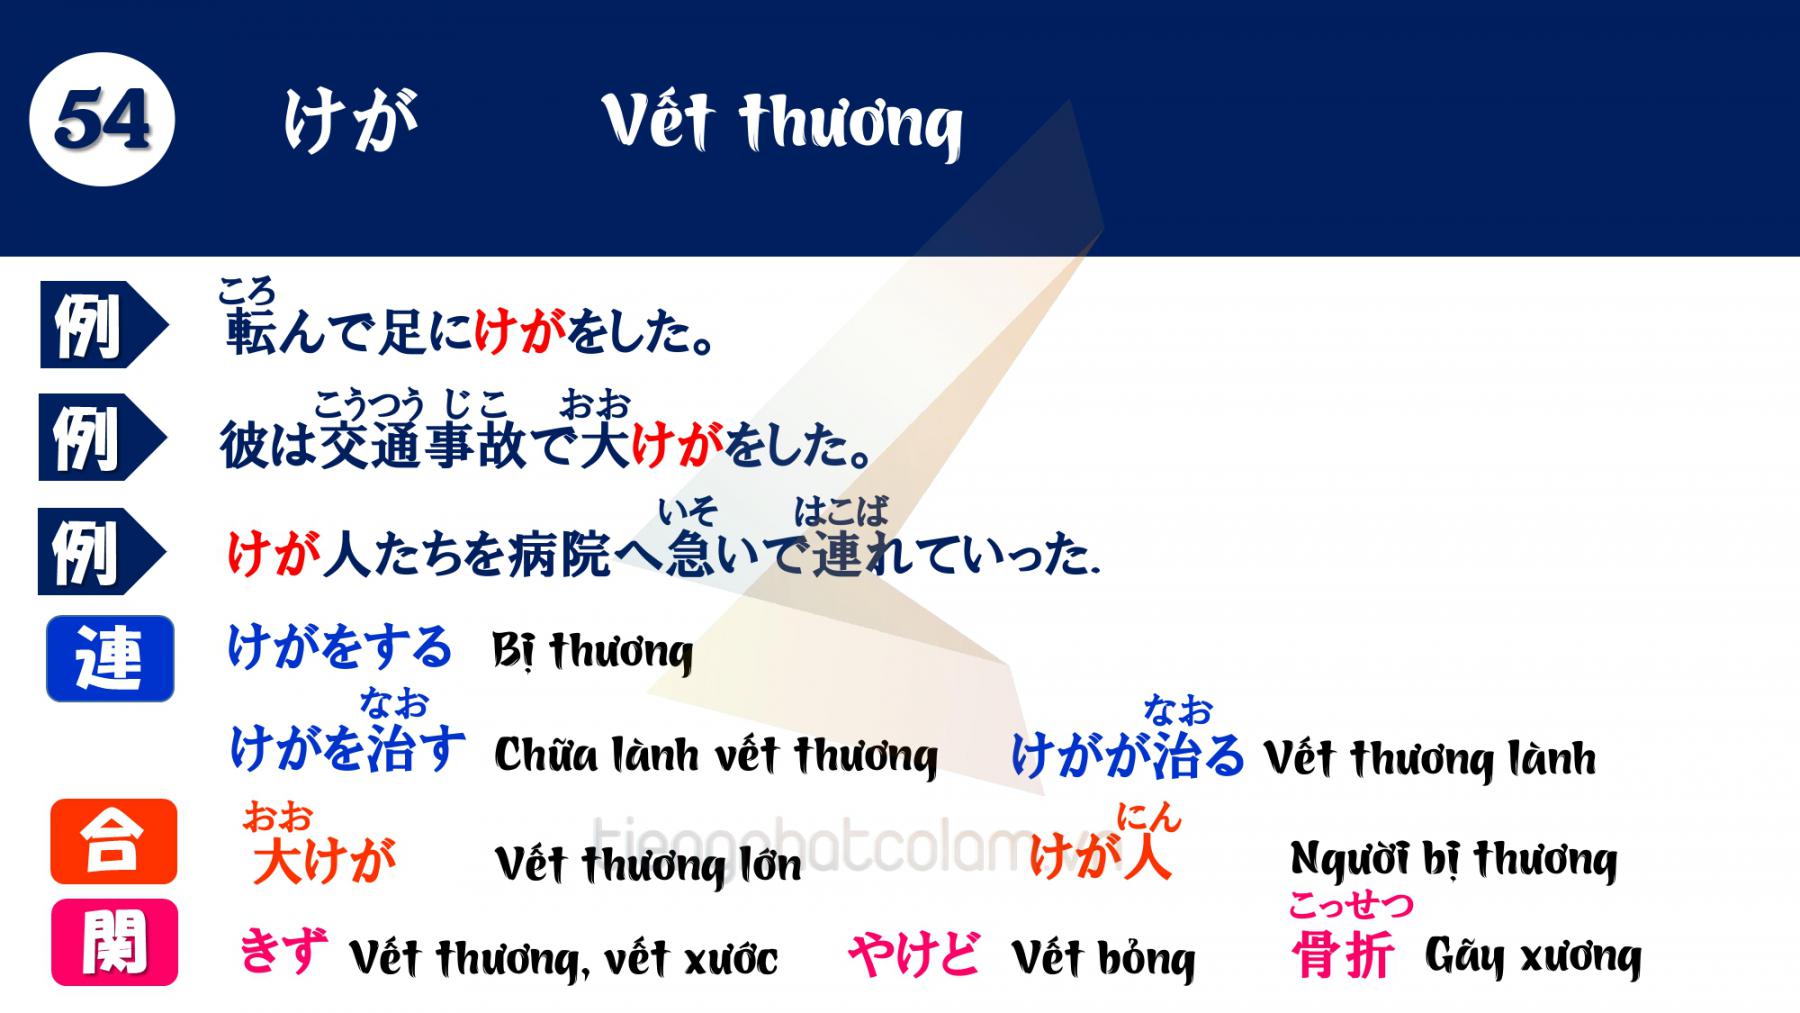 54 けが Vết thương
ころ
例 転んで足にけがをした。
こうつう じこ おお
例 彼は交通事故で大けがをした。
いそ はこば
例 けが人たちを病院へ急いで連れていった.
連 けがをする Bị thương
なお なお
けがを治す Chữa lành vết thương けがが治る Vết thương lành
おお にん
合 大けが Vết thương lớn けが人 Người bị thương
tiengnhatcolam.vn
こっせつ
関 きず Vết thương, vết xước やけど Vết bỏng 骨折 Gãy xương